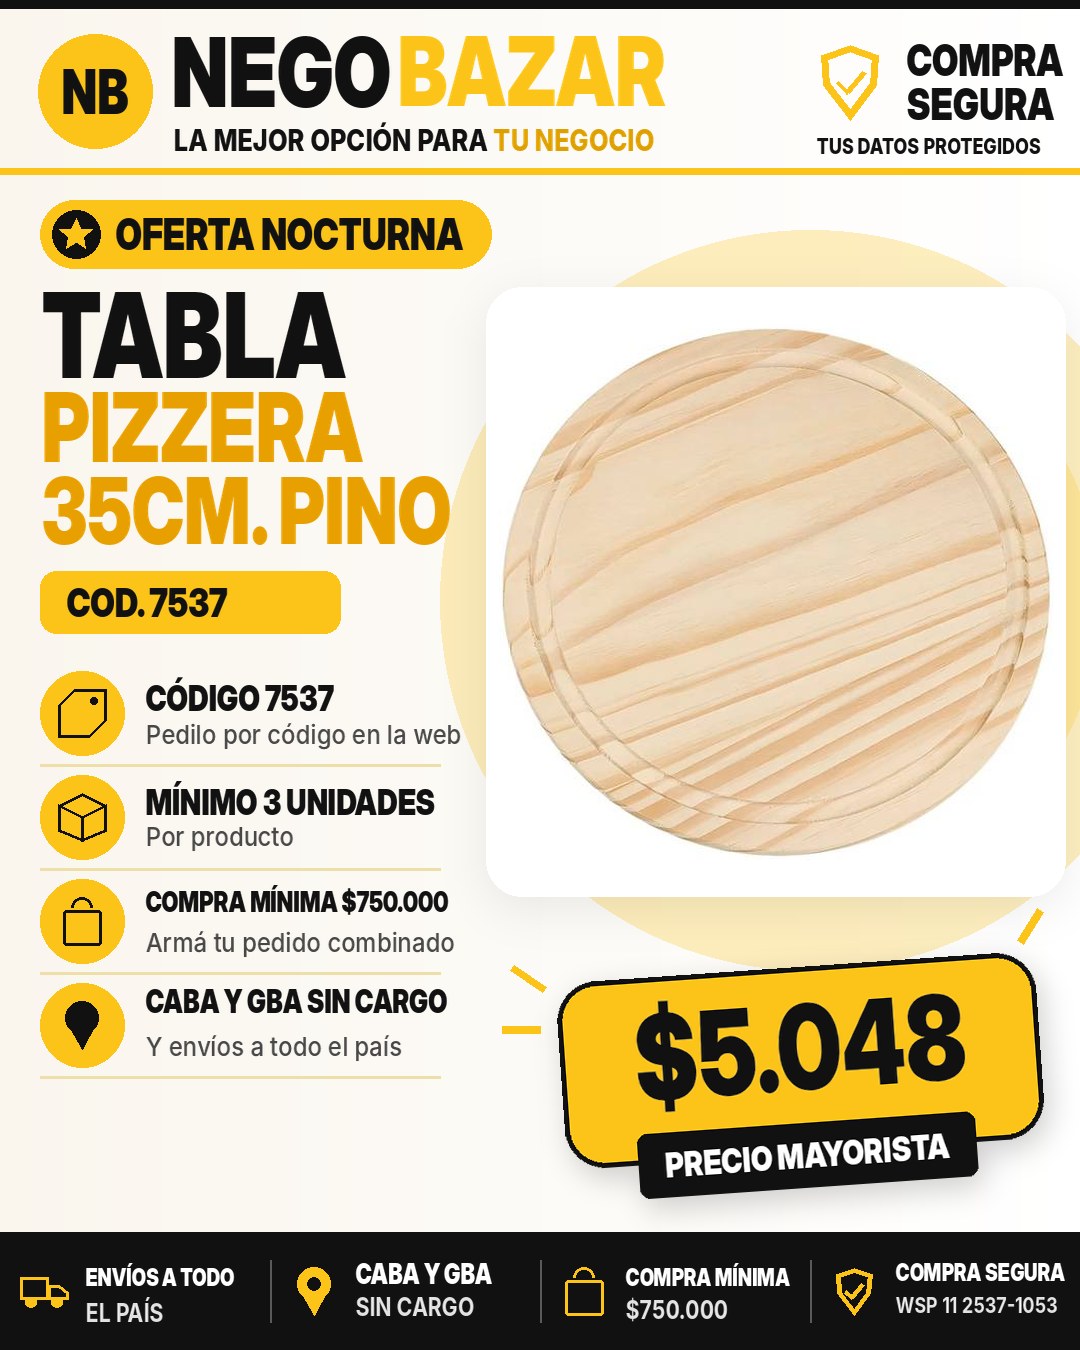 NB
NEGOBAZAR
LA MEJOR OPCIÓN PARA TU NEGOCIO
COMPRA
SEGURA
TUS DATOS PROTEGIDOS
OFERTA NOCTURNA
TABLA
PIZZERA
35CM. PINO
COD. 7537
CÓDIGO 7537
Pedilo por código en la web
MÍNIMO 3 UNIDADES
Por producto
COMPRA MÍNIMA $750.000
Armá tu pedido combinado
CABA Y GBA SIN CARGO
Y envíos a todo el país
$5.048
PRECIO MAYORISTA
ENVÍOS A TODO
EL PAÍS
CABA Y GBA
SIN CARGO
COMPRA MÍNIMA
$750.000
COMPRA SEGURA
WSP 11 2537-1053